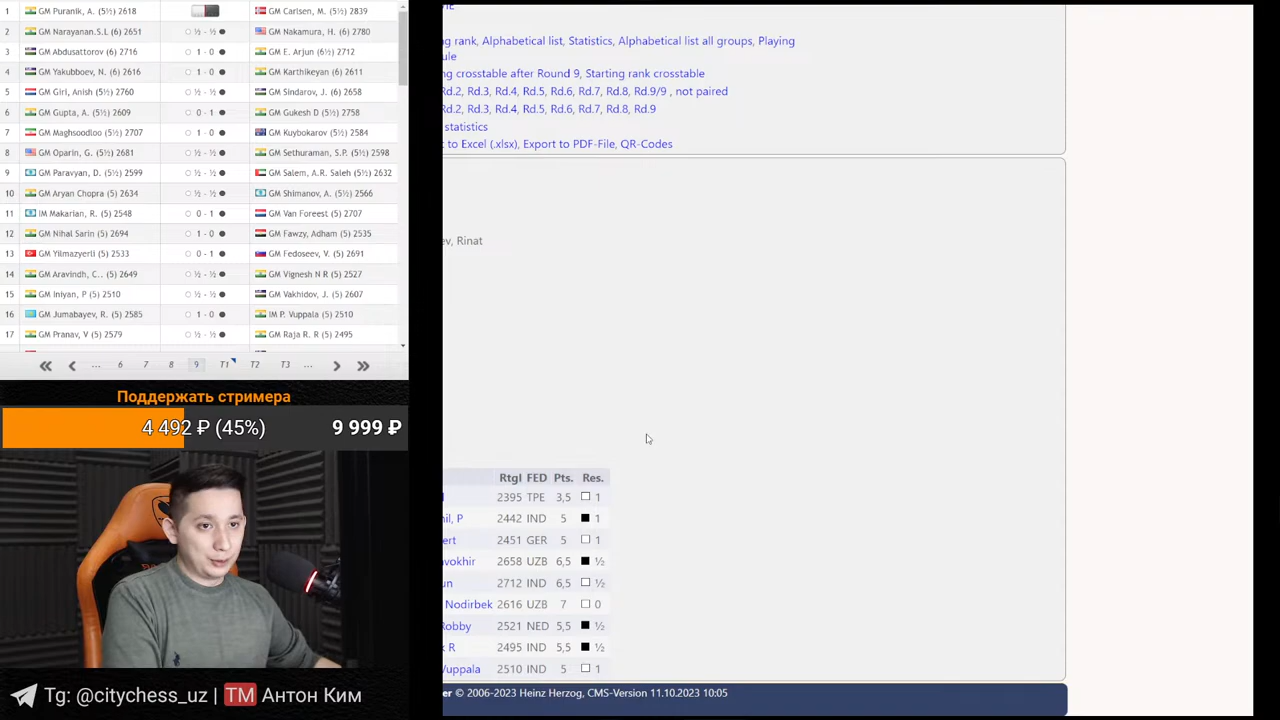 1 GM Puranik, A. (5½) 2618 GM Carlsen, M. (5½) 2839
2 GM Narayanan.S.L (6) 2651 ½ - ½ GM Nakamura, H. (6) 2780
3 GM Abdusattorov (6) 2716 1 - 0 GM E. Arjun (6½) 2712
4 GM Yakubboev, N. (6) 2616 1 - 0 GM Karthikeyan (6) 2611
5 GM Giri, Anish (5½) 2760 ½ - ½ GM Sindarov, J. (6) 2658
6 GM Gupta, A. (5½) 2609 0 - 1 GM Gukesh D (5½) 2758
7 GM Maghsoodloo (5½) 2707 1 - 0 GM Kuybokarov (5½) 2584
8 GM Oparin, G. (5½) 2681 ½ - ½ GM Sethuraman, S.P. (5½) 2598
9 GM Paravyan, D. (5½) 2599 ½ - ½ GM Salem, A.R. Saleh (5½) 2632
10 GM Aryan Chopra (5) 2634 ½ - ½ GM Shimanov, A. (5½) 2566
11 IM Makarian, R. (5) 2548 0 - 1 GM Van Foreest (5) 2707
12 GM Nihal Sarin (5) 2694 1 - 0 GM Fawzy, Adham (5) 2535
13 GM Yilmazyerli (5) 2533 0 - 1 GM Fedoseev, V. (5) 2691
14 GM Aravindh, C.. (5) 2649 ½ - ½ GM Vignesh N R (5) 2527
15 GM Iniyan, P (5) 2510 ½ - ½ GM Vakhidov, J. (5) 2607
16 GM Jumabayev, R. (5) 2585 1 - 0 IM P. Vuppala (5) 2510
17 GM Pranav, V (5) 2579 ½ - ½ GM Raja R. R (5) 2495
... 6 7 8 9 T1 T2 T3 ...
Поддержать стримера
4 492 ₽ (45%) 9 999 ₽
Tg: @citychess_uz | TM Антон Ким
ng rank, Alphabetical list, Statistics, Alphabetical list all groups, Playing
ule
ng crosstable after Round 9, Starting rank crosstable
Rd.2, Rd.3, Rd.4, Rd.5, Rd.6, Rd.7, Rd.8, Rd.9/9 , not paired
Rd.2, Rd.3, Rd.4, Rd.5, Rd.6, Rd.7, Rd.8, Rd.9
statistics
t to Excel (.xlsx), Export to PDF-File, QR-Codes
ev, Rinat
RtgI FED Pts. Res.
2395 TPE 3,5 1
il, P 2442 IND 5 1
ert 2451 GER 5 1
vokhir 2658 UZB 6,5 ½
un 2712 IND 6,5 ½
Nodirbek 2616 UZB 7 0
Robby 2521 NED 5,5 ½
k R 2495 IND 5,5 ½
Vuppala 2510 IND 5 1
er © 2006-2023 Heinz Herzog, CMS-Version 11.10.2023 10:05